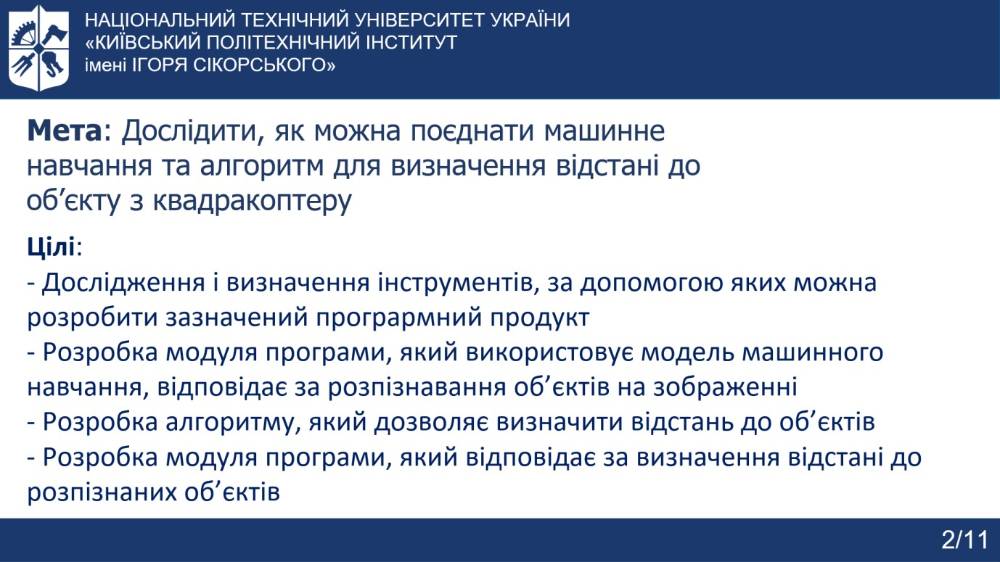 НАЦІОНАЛЬНИЙ ТЕХНІЧНИЙ УНІВЕРСИТЕТ УКРАЇНИ
«КИЇВСЬКИЙ ПОЛІТЕХНІЧНИЙ ІНСТИТУТ
імені ІГОРЯ СІКОРСЬКОГО»
Мета: Дослідити, як можна поєднати машинне
навчання та алгоритм для визначення відстані до
об’єкту з квадракоптеру
Цілі:
- Дослідження і визначення інструментів, за допомогою яких можна
розробити зазначений програрмний продукт
- Розробка модуля програми, який використовує модель машинного
навчання, відповідає за розпізнавання об’єктів на зображенні
- Розробка алгоритму, який дозволяє визначити відстань до об’єктів
- Розробка модуля програми, який відповідає за визначення відстані до
розпізнаних об’єктів
2/11